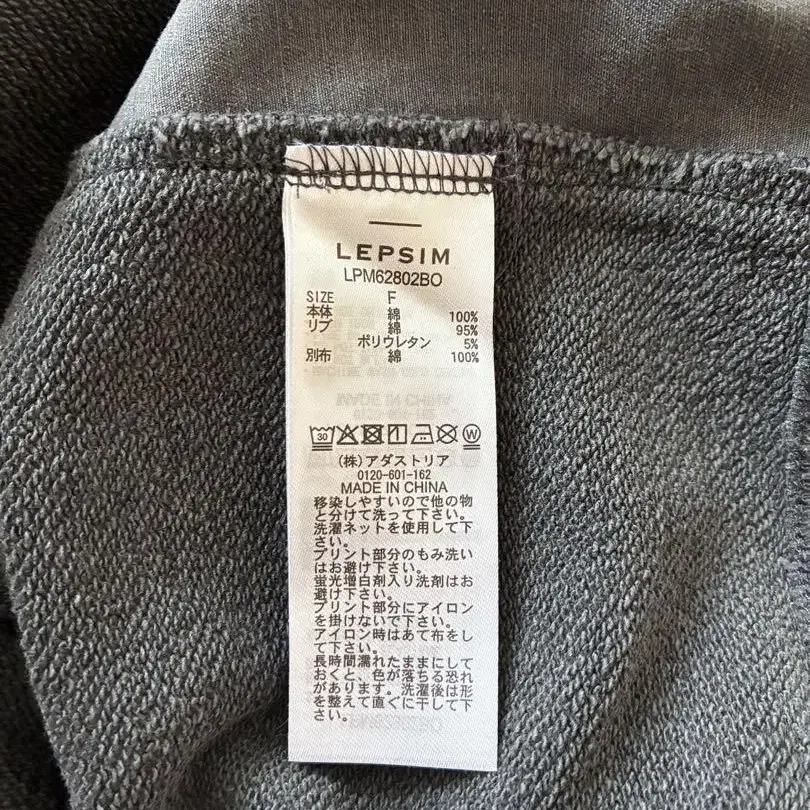 LEPSIM
LPM62802BO
SIZE F
本体 綿 100%
リブ 綿 95%
ポリウレタン 5%
別布 綿 100%
30 W
(株)アダストリア
0120-601-162
MADE IN CHINA
移染しやすいので他の物
と分けて洗って下さい。
洗濯ネットを使用して下
さい。
プリント部分のもみ洗い
はお避け下さい。
蛍光増白剤入り洗剤はお
避け下さい。
プリント部分にアイロン
を掛けないで下さい。
アイロン時はあて布をし
て下さい。
長時間濡れたままにして
おくと、色が落ちる恐れ
があります。洗濯後は形
を整えて直ぐに干して下
さい。